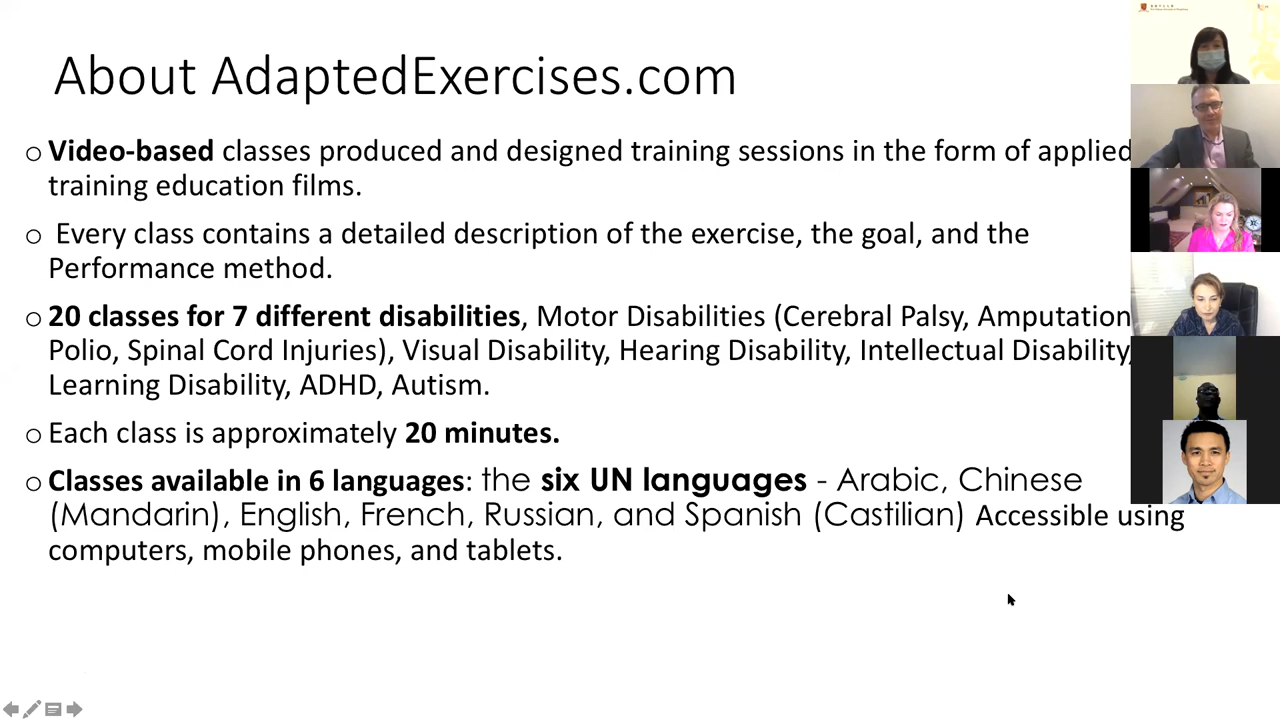 About AdaptedExercises.com
○ Video-based classes produced and designed training sessions in the form of applied
training education films.
○ Every class contains a detailed description of the exercise, the goal, and the
Performance method.
○ 20 classes for 7 different disabilities, Motor Disabilities (Cerebral Palsy, Amputation
Polio, Spinal Cord Injuries), Visual Disability, Hearing Disability, Intellectual Disability,
Learning Disability, ADHD, Autism.
○ Each class is approximately 20 minutes.
○ Classes available in 6 languages: the six UN languages - Arabic, Chinese
(Mandarin), English, French, Russian, and Spanish (Castilian) Accessible using
computers, mobile phones, and tablets.